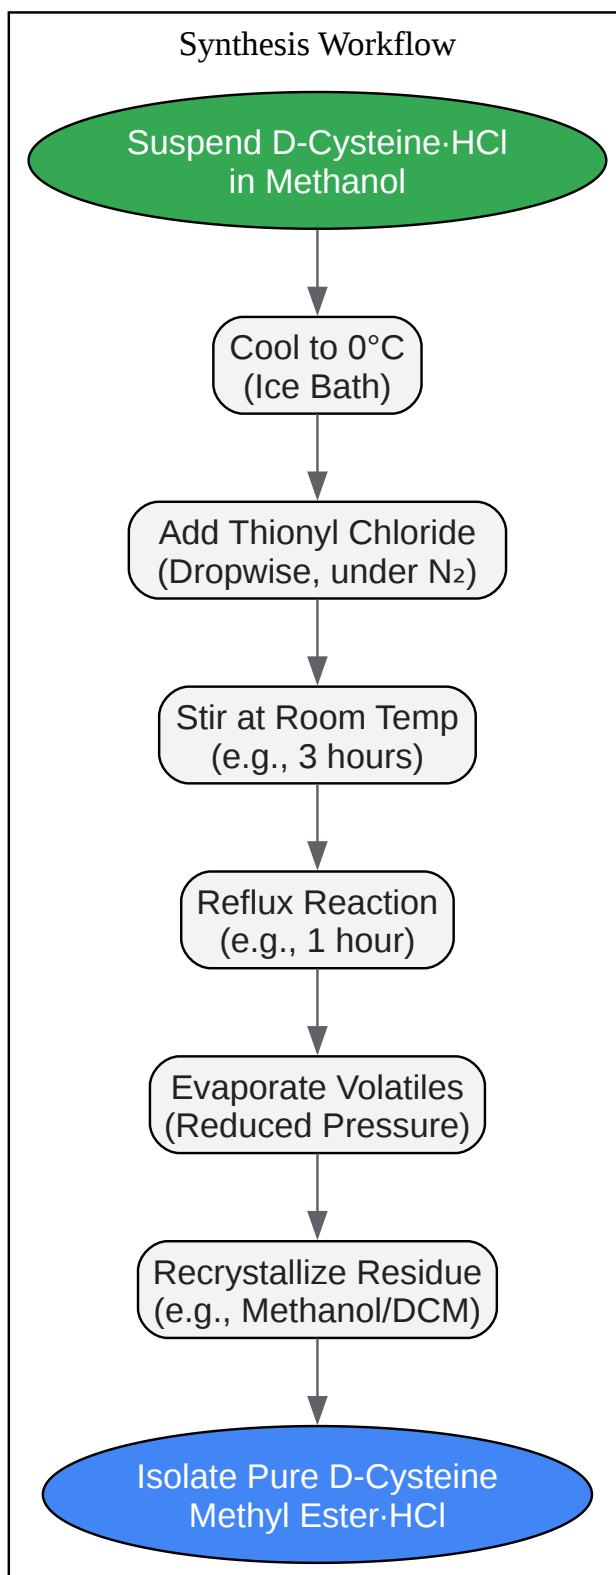 Synthesis Workflow
Suspend D-Cysteine·HCl
in Methanol
Cool to 0°C
(Ice Bath)
Add Thionyl Chloride
(Dropwise, under N₂)
Stir at Room Temp
(e.g., 3 hours)
Reflux Reaction
(e.g., 1 hour)
Evaporate Volatiles
(Reduced Pressure)
Recrystallize Residue
(e.g., Methanol/DCM)
Isolate Pure D-Cysteine
Methyl Ester·HCl